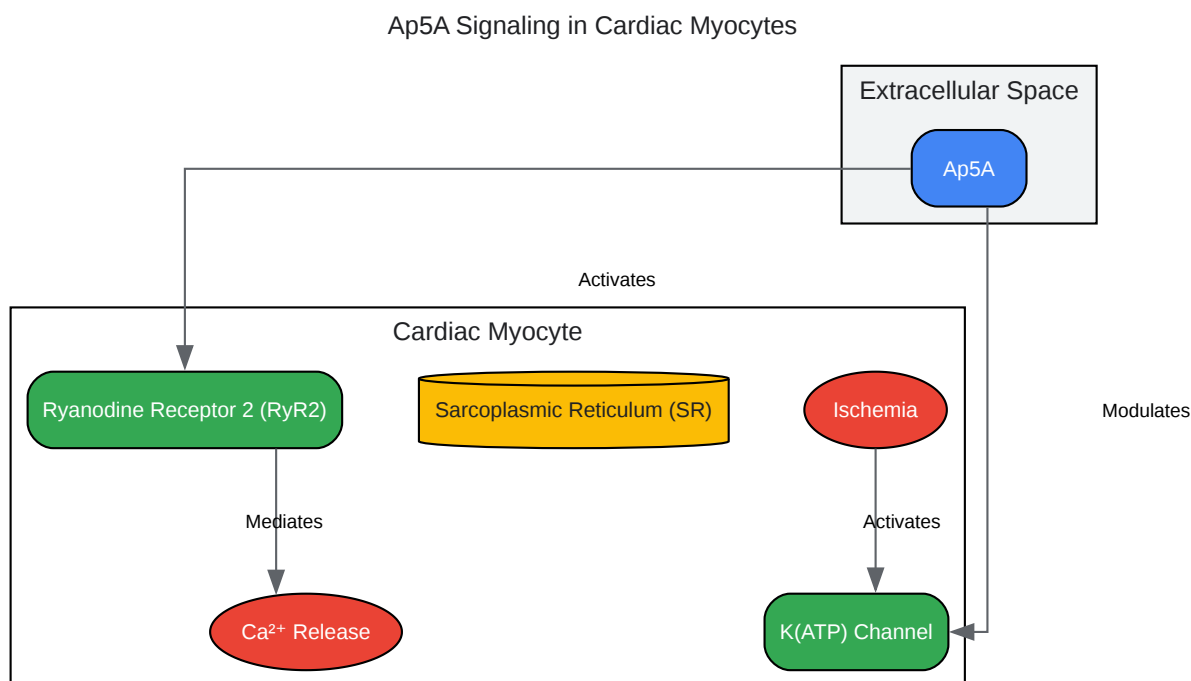 Ap5A Signaling in Cardiac Myocytes
Extracellular Space
Ap5A
Activates
Cardiac Myocyte
Ryanodine Receptor 2 (RyR2)
Sarcoplasmic Reticulum (SR)
Ischemia
Modulates
Mediates
Activates
Ca²⁺ Release
K(ATP) Channel